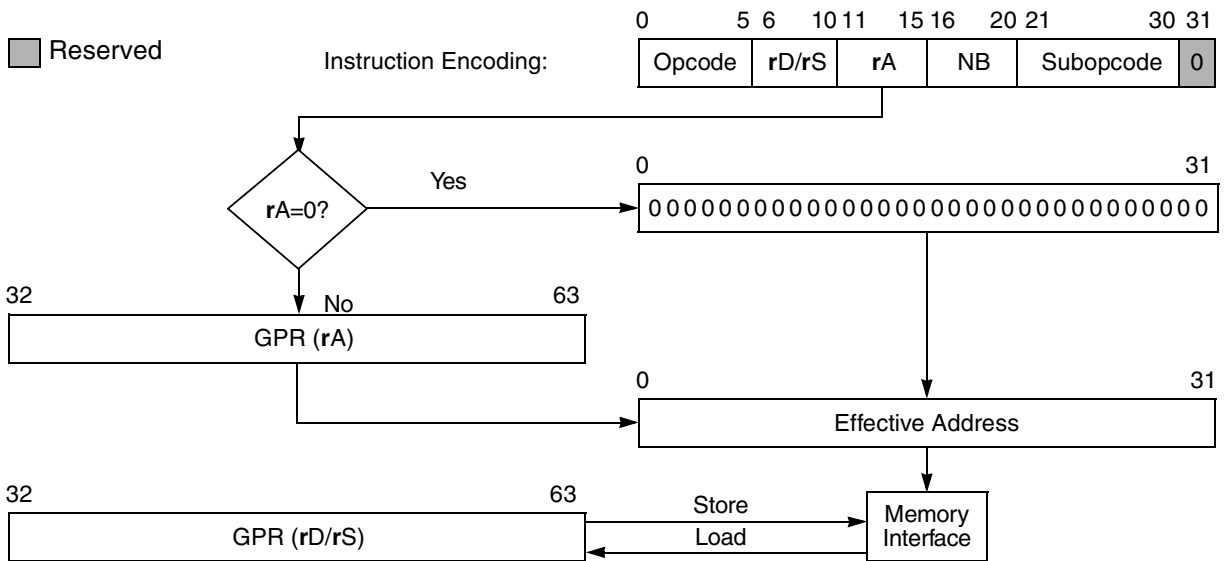 0 5 6 10 11 15 16 20 21 30 31
Reserved Instruction Encoding: Opcode rD/rS rA NB Subopcode 0
0 31
Yes
rA=0? 00000000000000000000000000000000
32 63
No
GPR (rA)
0 31
Effective Address
32 63
Store
Memory
Interface
GPR (rD/rS)
Load